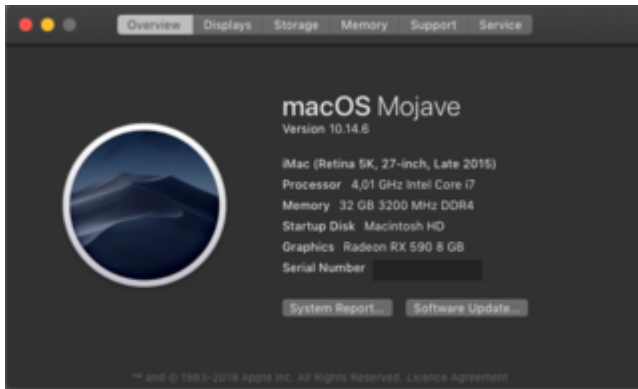 Overview Displays Storage Memory Support Service
macOS Mojave
Version 10.14.6
iMac (Retina 5K, 27-inch, Late 2015)
Processor 4,01 GHz Intel Core i7
Memory 32 GB 3200 MHz DDR4
Startup Disk Macintosh HD
Graphics Radeon RX 590 8 GB
Serial Number
System Report... Software Update...
™ and © 1983-2019 Apple Inc. All Rights Reserved. Licence Agreement